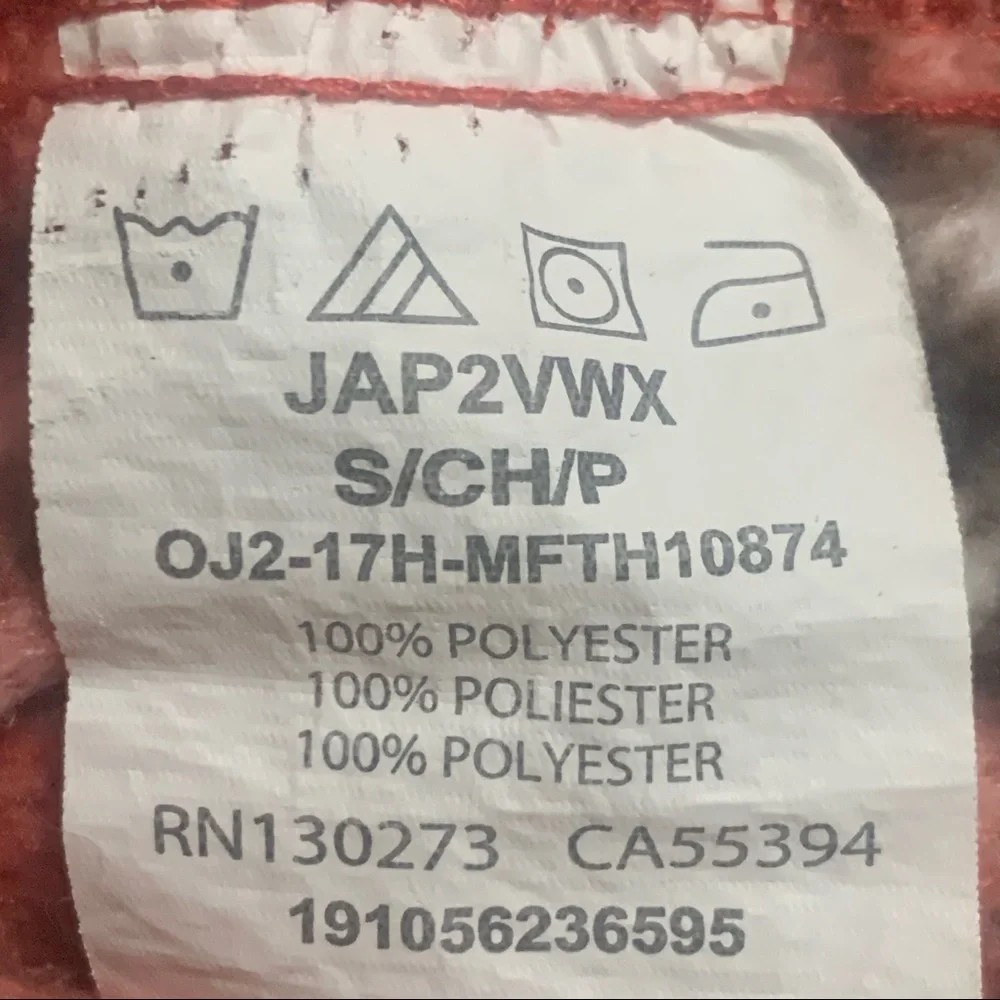 JAP2VWX
S/CH/P
OJ2-17H-MFTH10874
100% POLYESTER
100% POLIESTER
100% POLYESTER
RN130273 CA55394
191056236595